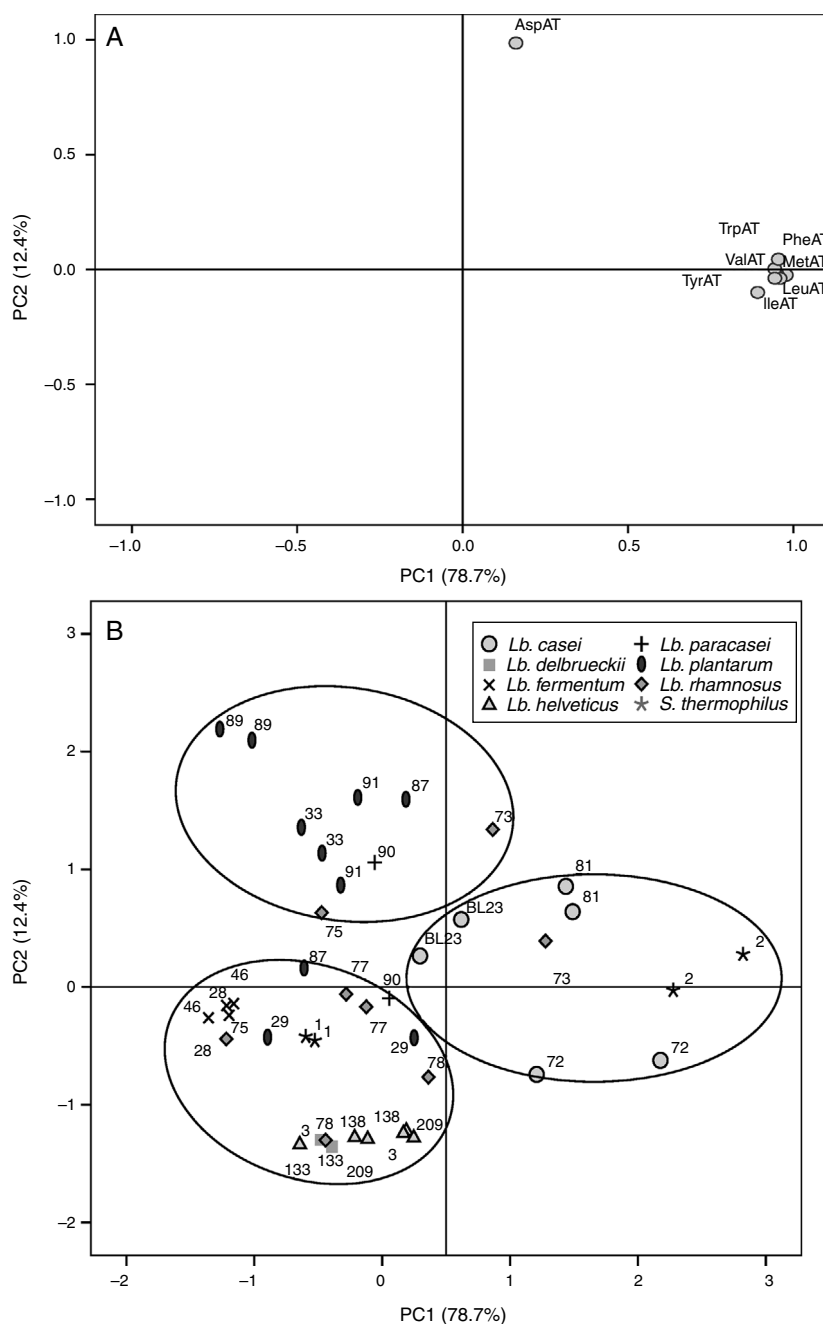 A
AspAT
1.0
0.5
TrpAT
PheAT
ValAT
MetAT
0.0
TyrAT
LeuAT
IleAT
–0.5
–1.0
PC2 (12.4%)
–1.0
–0.5
0.0
0.5
1.0
PC1 (78.7%)
B
Lb. casei
Lb. paracasei
Lb. delbrueckii
Lb. plantarum
Lb. fermentum
Lb. rhamnosus
Lb. helveticus
S. thermophilus
3
2
1
0
–1
–2
PC2 (12.4%)
89
89
91
87
33
33
90
91
73
75
81
81
BL23
BL23
2
2
73
72
72
87
77
90
46
28
46
75
28
29
1
1
77
29
78
3
78
138
138
209
133
133
209
3
–2
–1
0
1
2
3
PC1 (78.7%)